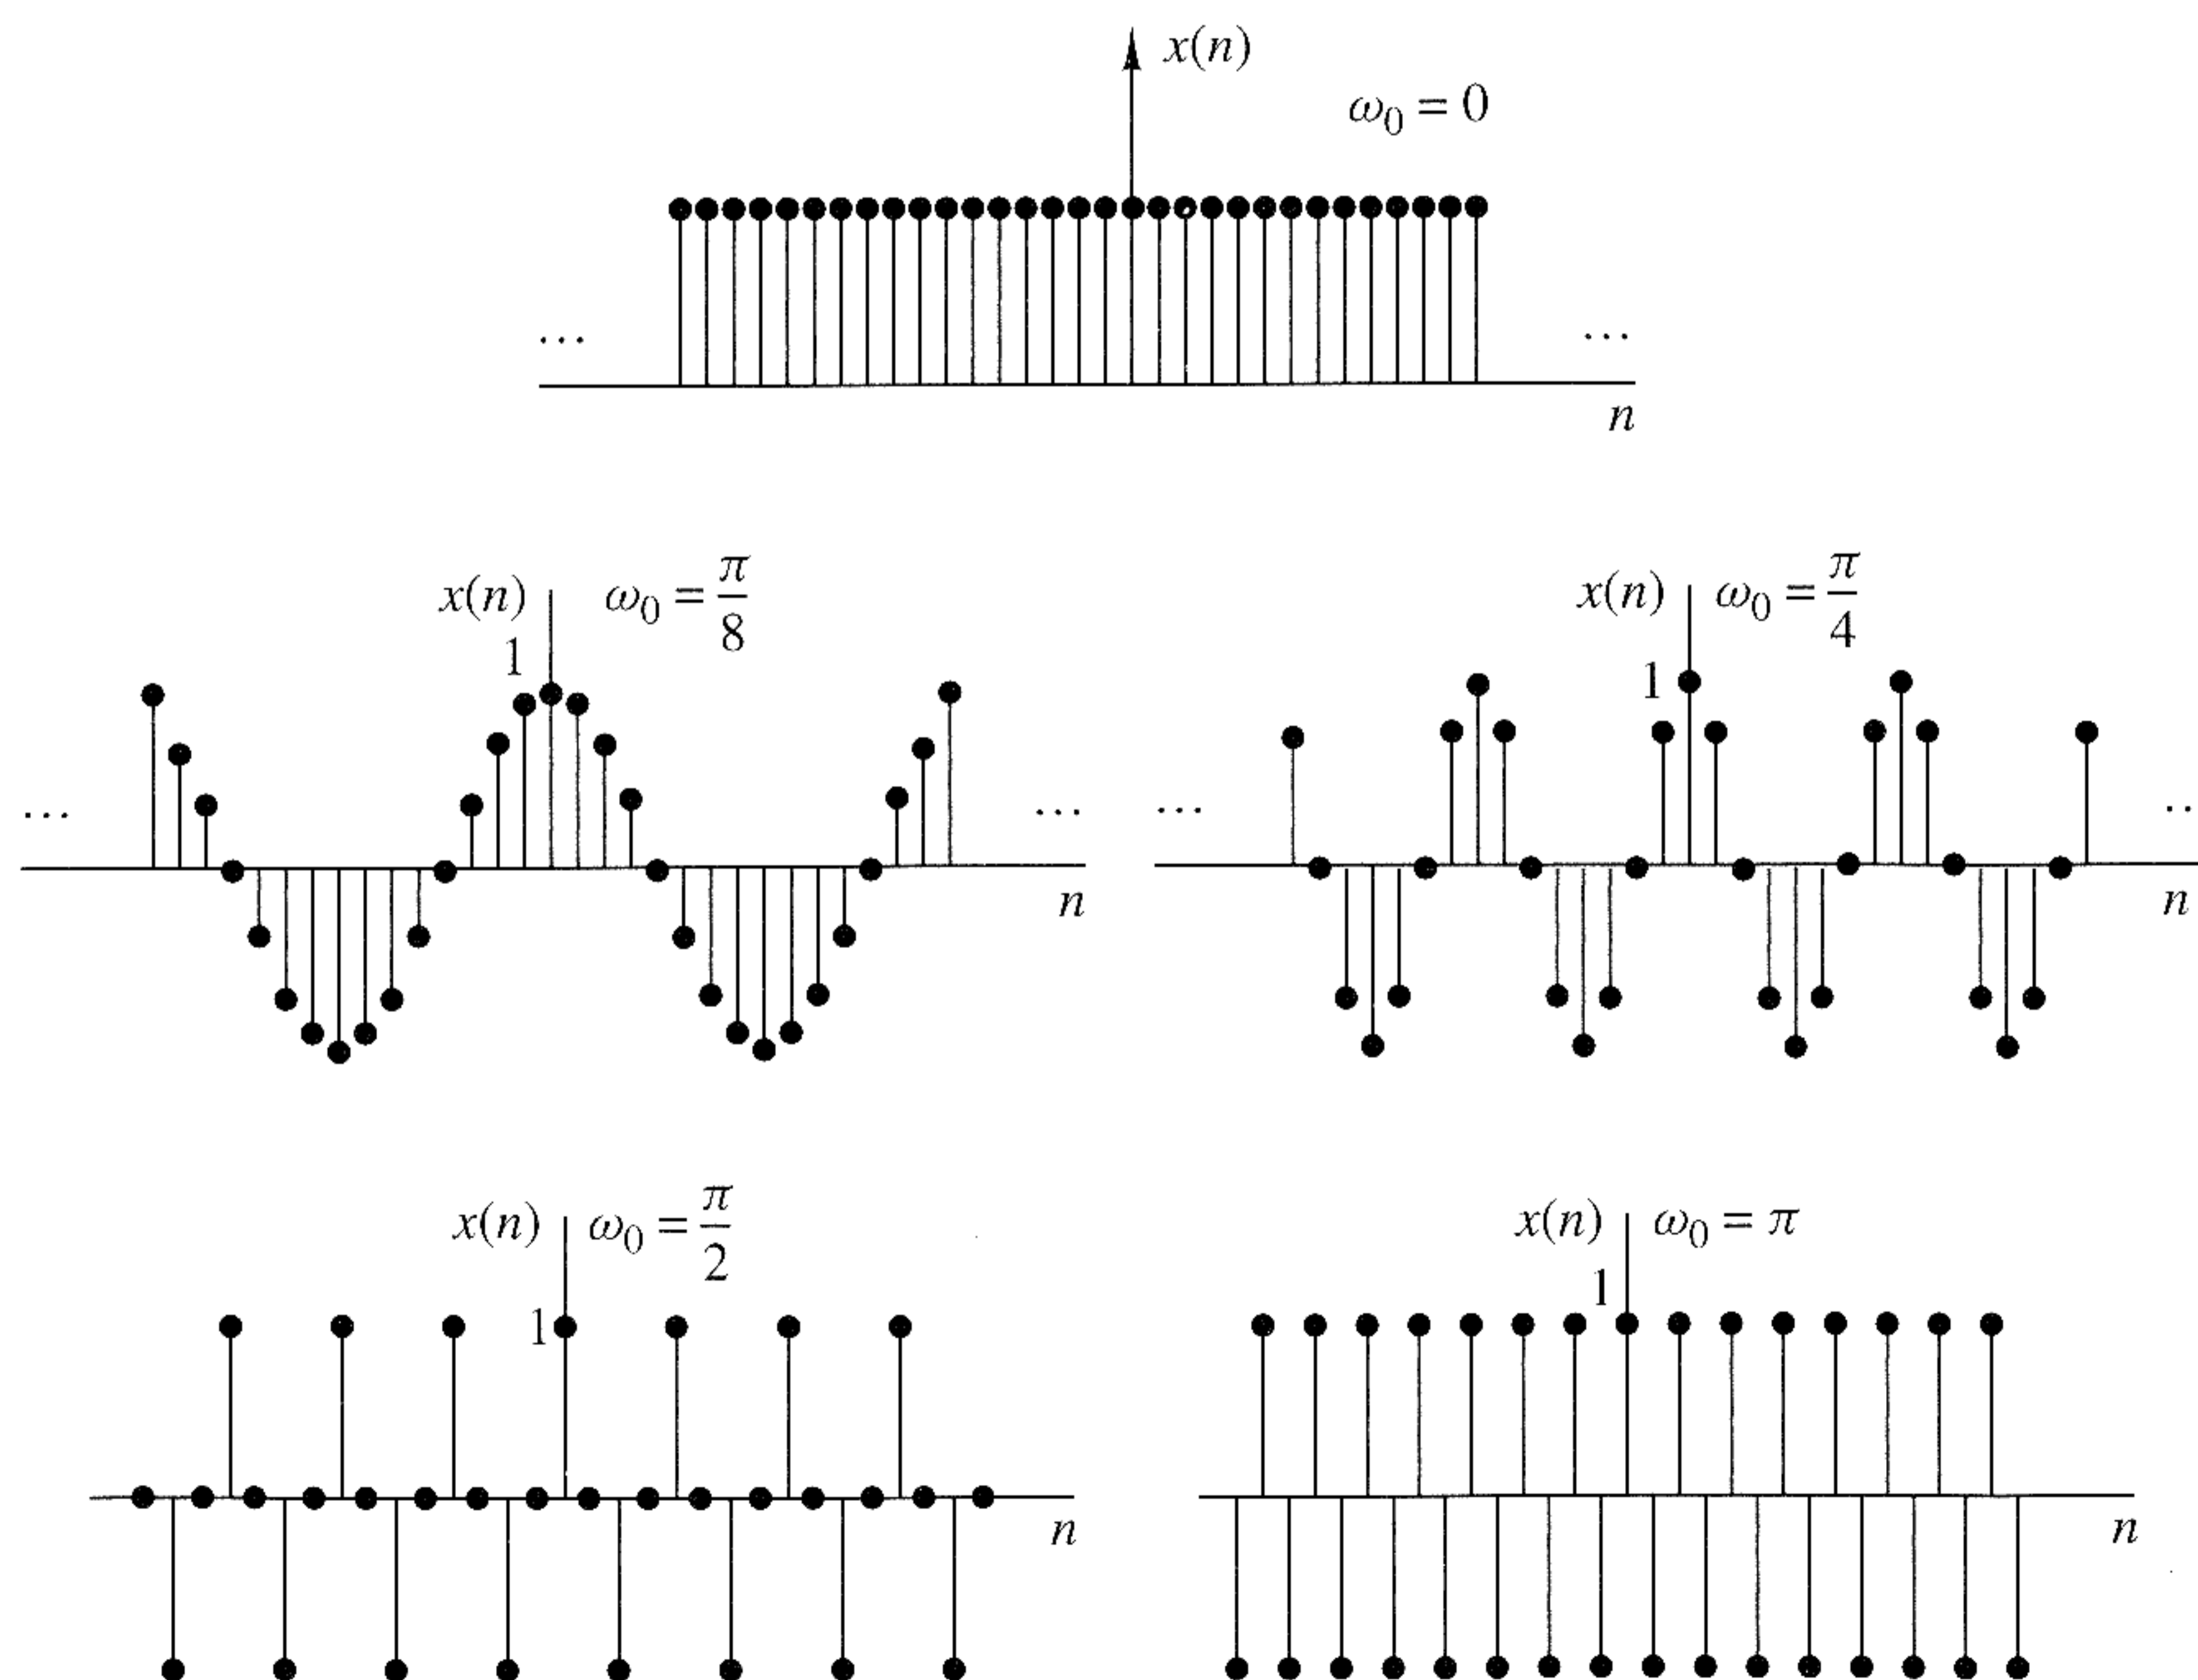 x(n)
ω₀ = 0
... ...
n
x(n) ω₀ = π/8
1
... ...
n
x(n) ω₀ = π/4
1
... ..
n
x(n) ω₀ = π/2
1
n
x(n) ω₀ = π
1
n